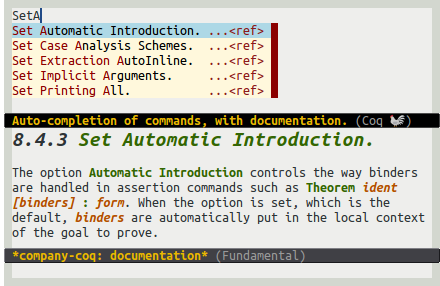 SetA
Set Automatic Introduction. ...<ref>
Set Case Analysis Schemes. ...<ref>
Set Extraction AutoInline. ...<ref>
Set Implicit Arguments. ...<ref>
Set Printing All. ...<ref>
Auto-completion of commands, with documentation. (Coq 🐓)
8.4.3 Set Automatic Introduction.
The option Automatic Introduction controls the way binders
are handled in assertion commands such as Theorem ident
[binders] : form. When the option is set, which is the
default, binders are automatically put in the local context
of the goal to prove.
*company-coq: documentation* (Fundamental)